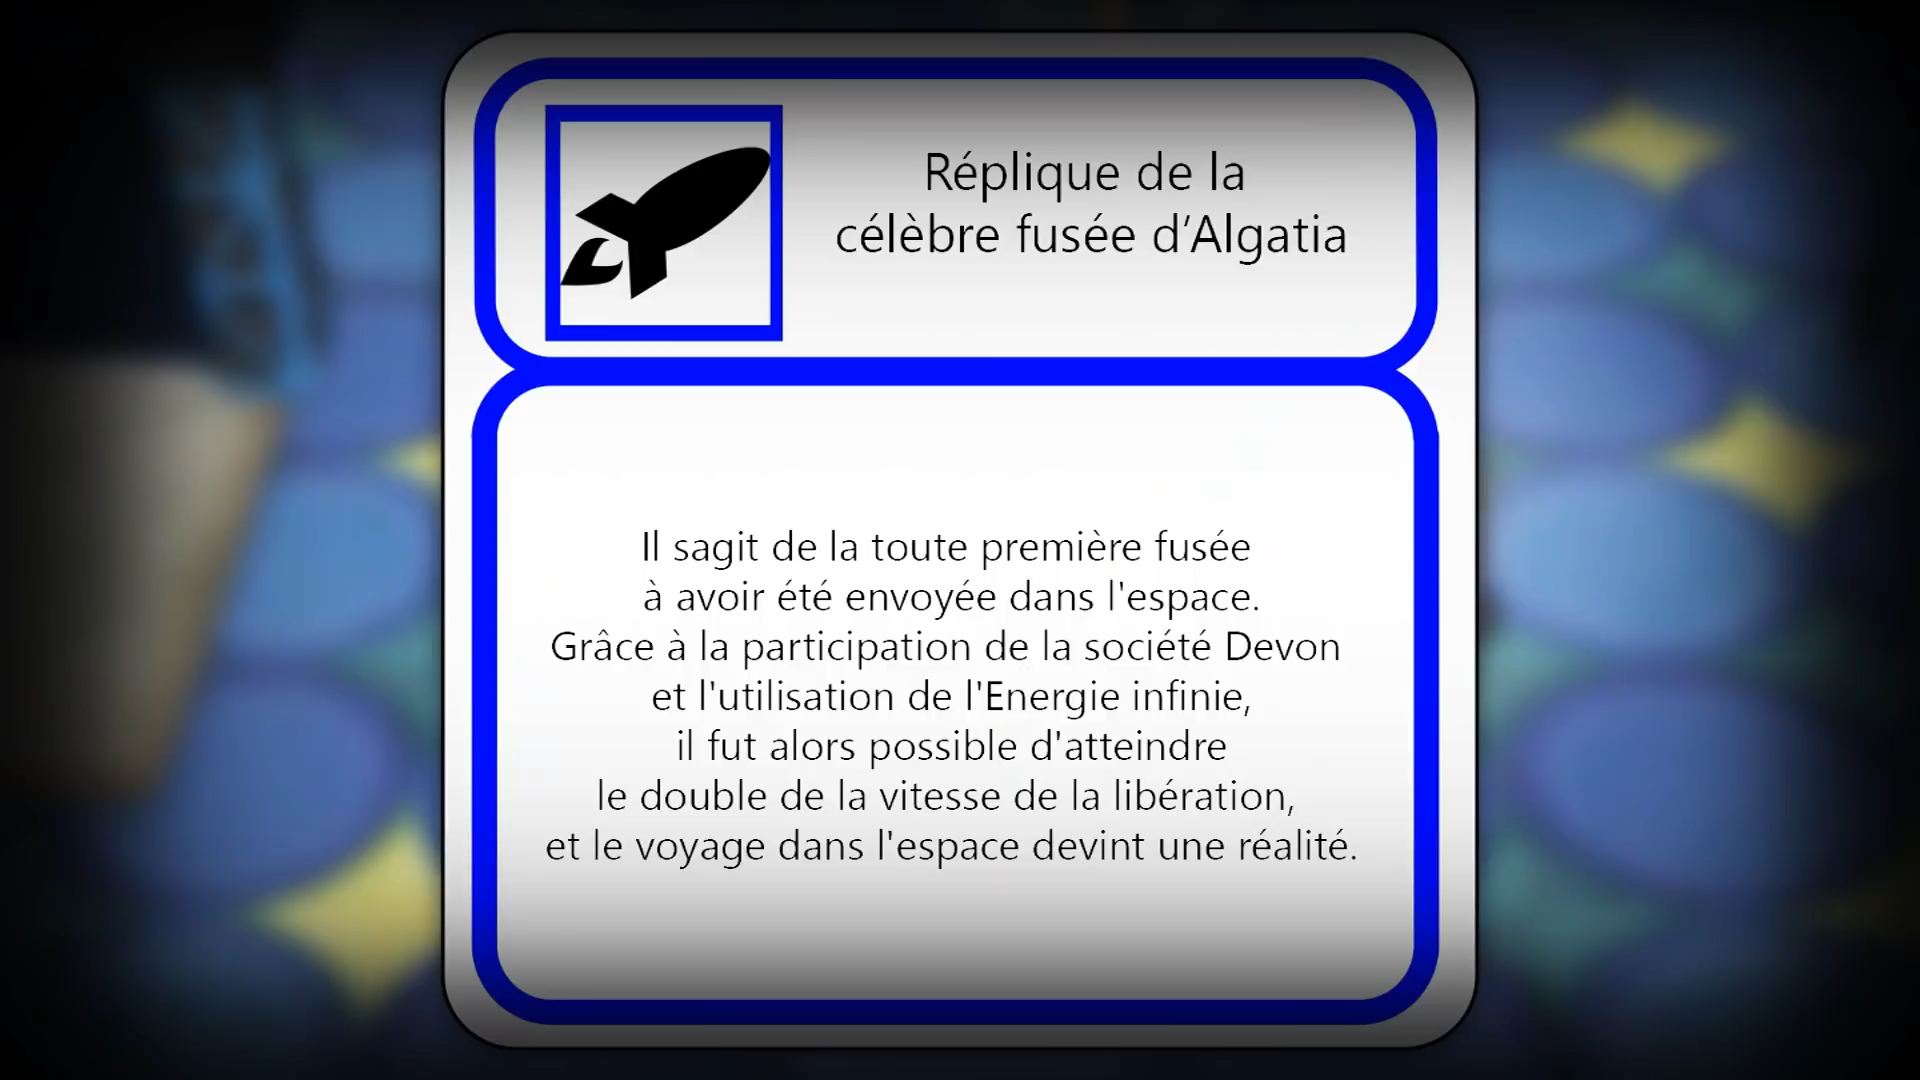 Réplique de la
célèbre fusée d’Algatia
Il sagit de la toute première fusée
à avoir été envoyée dans l'espace.
Grâce à la participation de la société Devon
et l'utilisation de l'Energie infinie,
il fut alors possible d'atteindre
le double de la vitesse de la libération,
et le voyage dans l'espace devint une réalité.